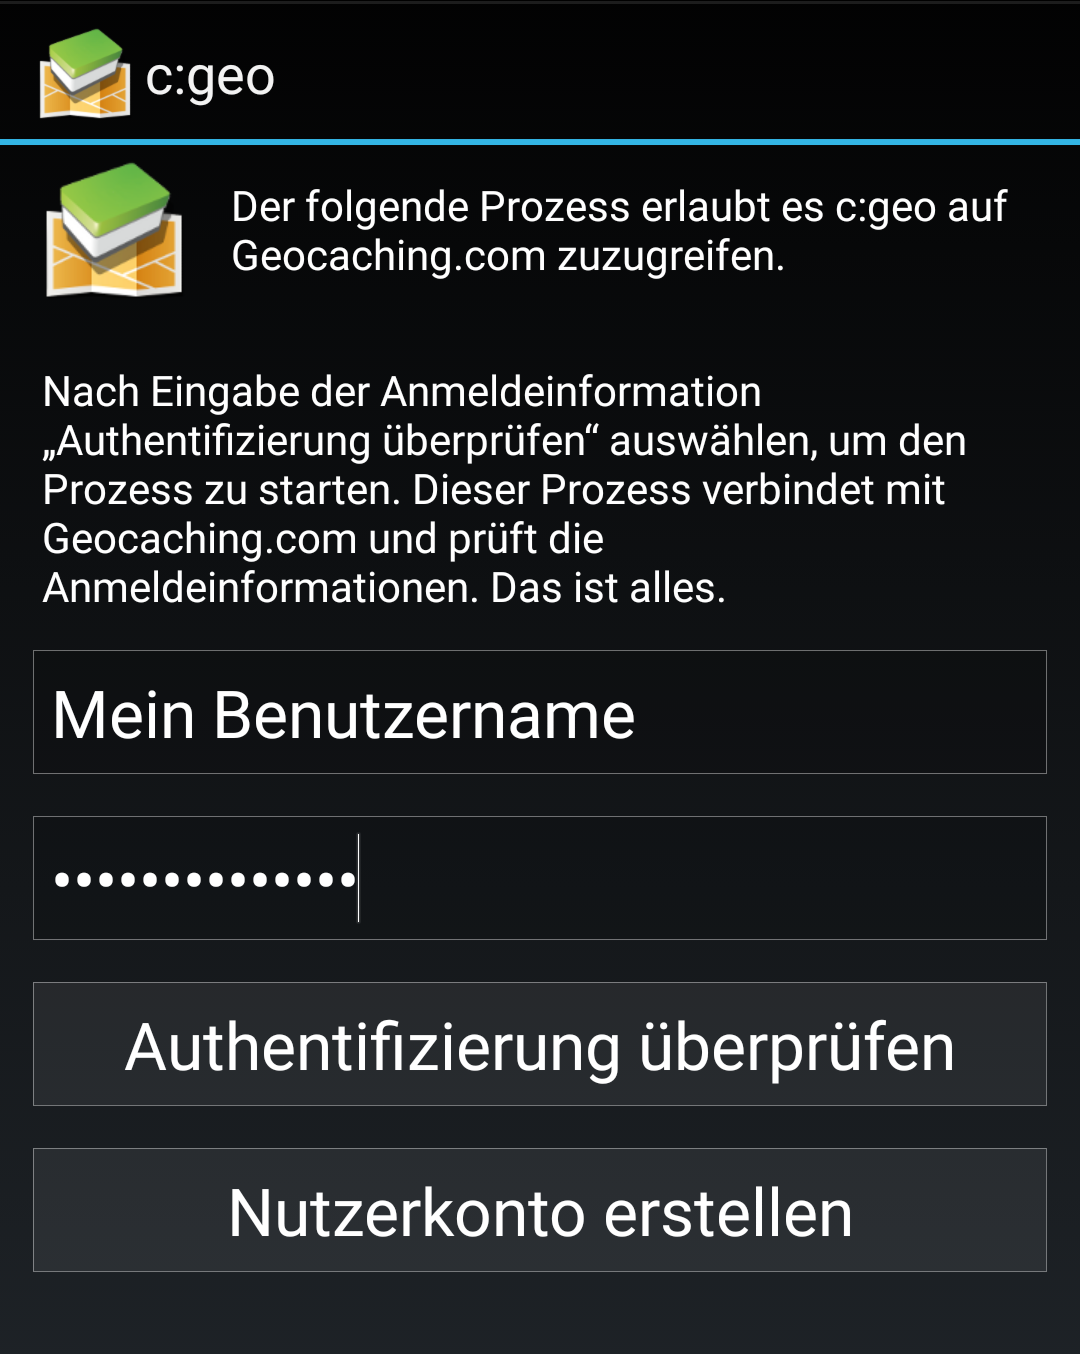 c:geo
Der folgende Prozess erlaubt es c:geo auf
Geocaching.com zuzugreifen.
Nach Eingabe der Anmeldeinformation
„Authentifizierung überprüfen“ auswählen, um den
Prozess zu starten. Dieser Prozess verbindet mit
Geocaching.com und prüft die
Anmeldeinformationen. Das ist alles.
Mein Benutzername
••••••••••••••
Authentifizierung überprüfen
Nutzerkonto erstellen